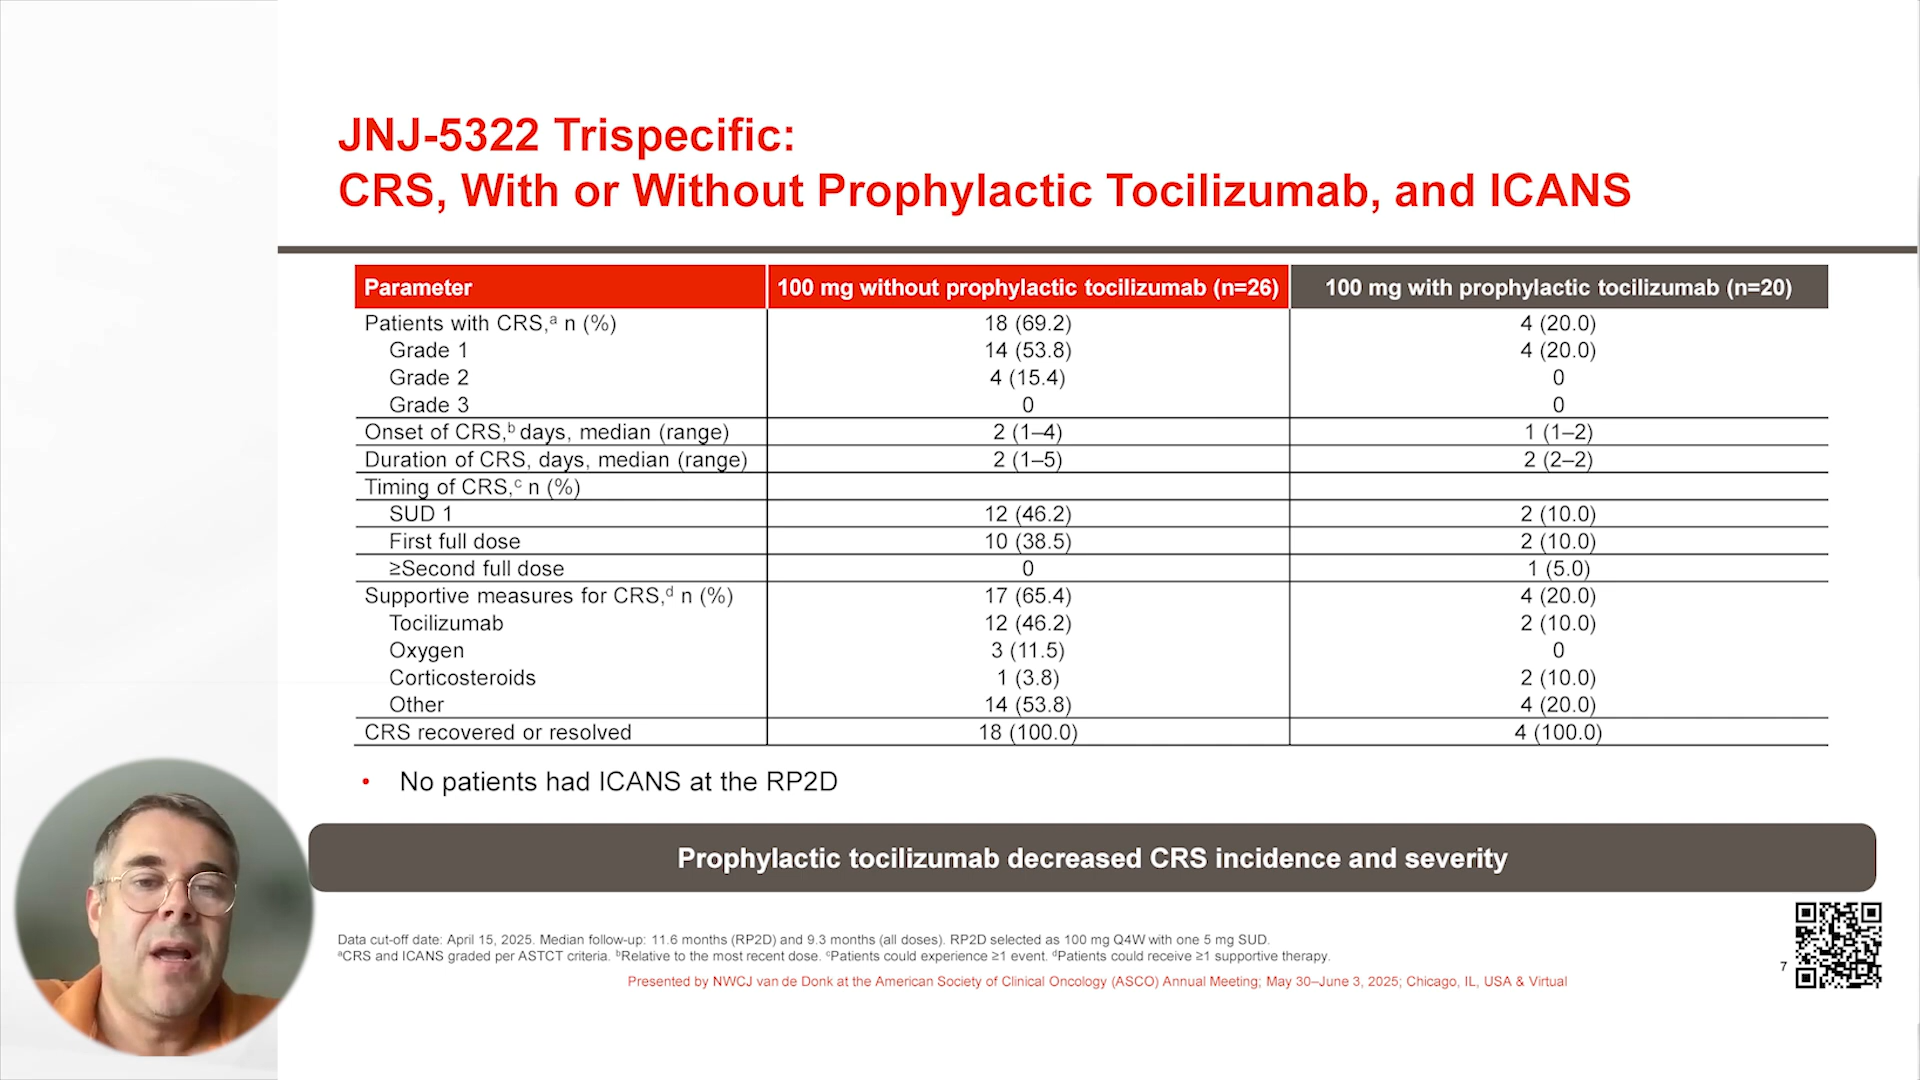 JNJ-5322 Trispecific:
CRS, With or Without Prophylactic Tocilizumab, and ICANS
Parameter 100 mg without prophylactic tocilizumab (n=26) 100 mg with prophylactic tocilizumab (n=20)
Patients with CRS,ᵃ n (%) 18 (69.2) 4 (20.0)
Grade 1 14 (53.8) 4 (20.0)
Grade 2 4 (15.4) 0
Grade 3 0 0
Onset of CRS,ᵇ days, median (range) 2 (1–4) 1 (1–2)
Duration of CRS, days, median (range) 2 (1–5) 2 (2–2)
Timing of CRS,ᶜ n (%)
SUD 1 12 (46.2) 2 (10.0)
First full dose 10 (38.5) 2 (10.0)
≥Second full dose 0 1 (5.0)
Supportive measures for CRS,ᵈ n (%) 17 (65.4) 4 (20.0)
Tocilizumab 12 (46.2) 2 (10.0)
Oxygen 3 (11.5) 0
Corticosteroids 1 (3.8) 2 (10.0)
Other 14 (53.8) 4 (20.0)
CRS recovered or resolved 18 (100.0) 4 (100.0)
• No patients had ICANS at the RP2D
Prophylactic tocilizumab decreased CRS incidence and severity
Data cut-off date: April 15, 2025. Median follow-up: 11.6 months (RP2D) and 9.3 months (all doses). RP2D selected as 100 mg Q4W with one 5 mg SUD.
ᵃCRS and ICANS graded per ASTCT criteria. ᵇRelative to the most recent dose. ᶜPatients could experience ≥1 event. ᵈPatients could receive ≥1 supportive therapy.
7
Presented by NWCJ van de Donk at the American Society of Clinical Oncology (ASCO) Annual Meeting; May 30–June 3, 2025; Chicago, IL, USA & Virtual